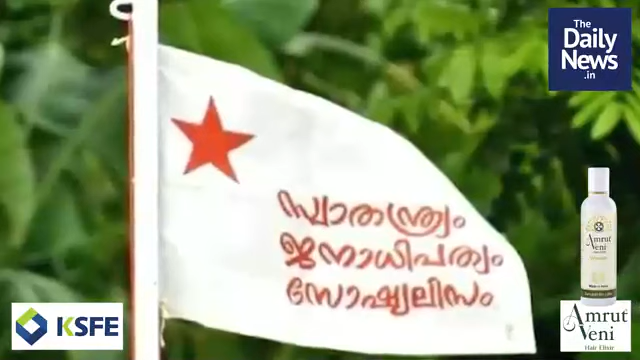 The
Daily
News
.in
സ്വാതന്ത്ര്യം
ജനാധിപത്യം
സോഷ്യലിസം
Amrut
Veni
KSFE
Amrut
Veni
Hair Elixir